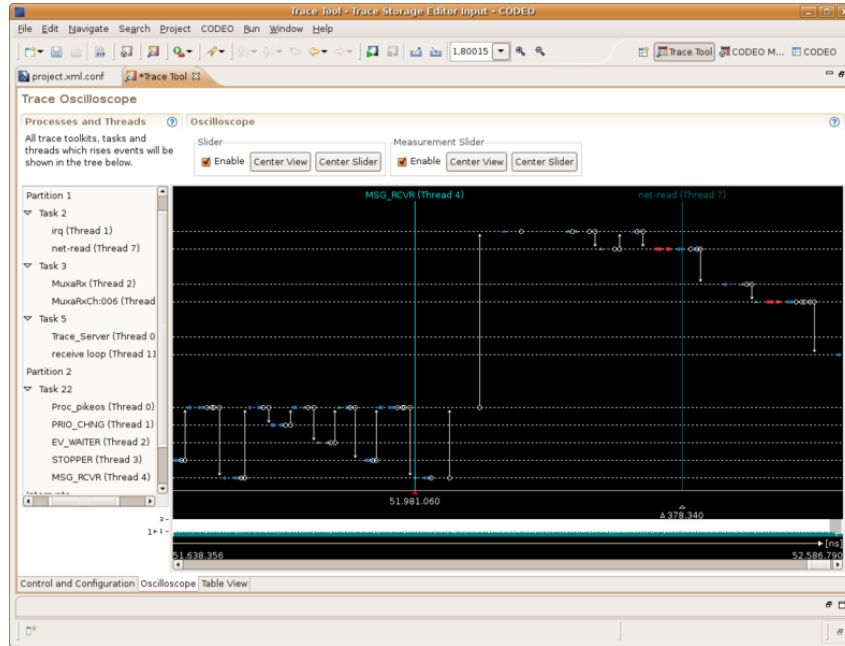 Trace Tool - Trace Storage Editor Input - CODEO
File Edit Navigate Search Project CODEO Run Window Help
1,80015
Trace Tool CODEO M... CODEO
project.xml.conf *Trace Tool
Trace Oscilloscope
Processes and Threads
All trace toolkits, tasks and
threads which rises events will be
shown in the tree below.
Oscilloscope
Slider
Enable Center View Center Slider
Measurement Slider
Enable Center View Center Slider
MSG_RCVR (Thread 4) net-read (Thread 7)
Partition 1
Task 2
irq (Thread 1)
net-read (Thread 7)
Task 3
MuxaRx (Thread 2)
MuxaRxCh:006 (Thread
Task 5
Trace_Server (Thread 0
receive loop (Thread 11
Partition 2
Task 22
Proc_pikeos (Thread 0)
PRIO_CHNG (Thread 1)
EV_WAITER (Thread 2)
STOPPER (Thread 3)
MSG_RCVR (Thread 4)
51.981.060
Δ378.340
3
1 1
[ns]
51.638.356 52.586.790
Control and Configuration Oscilloscope Table View